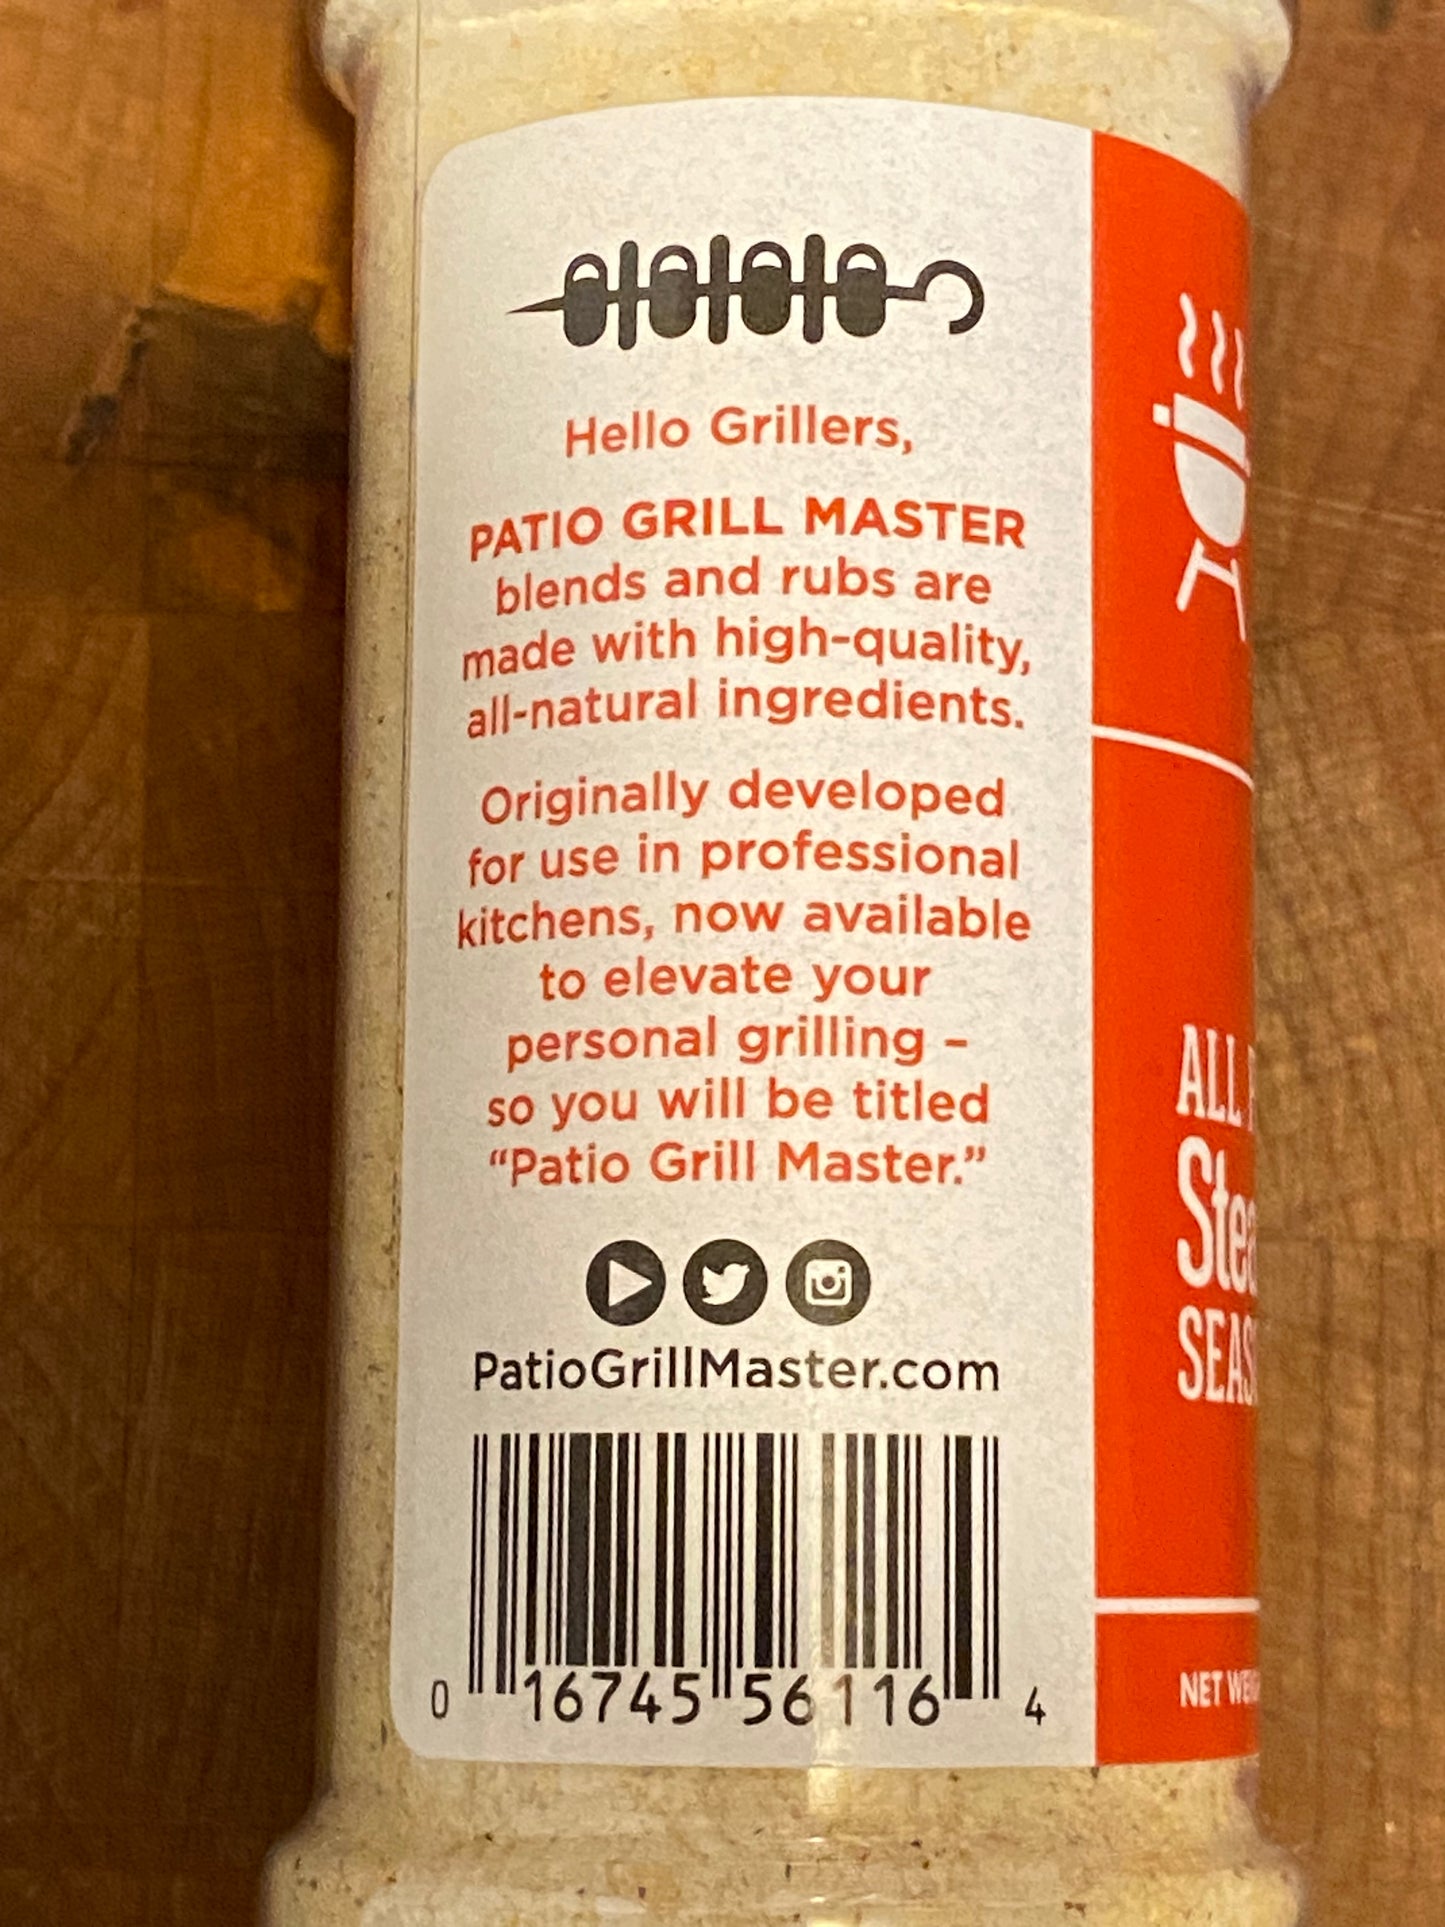 Hello Grillers,
PATIO GRILL MASTER
blends and rubs are
made with high-quality,
all-natural ingredients.
Originally developed
for use in professional
kitchens, now available
to elevate your
personal grilling –
so you will be titled
“Patio Grill Master.”
PatioGrillMaster.com
0 16745 56116 4
ALL
NET